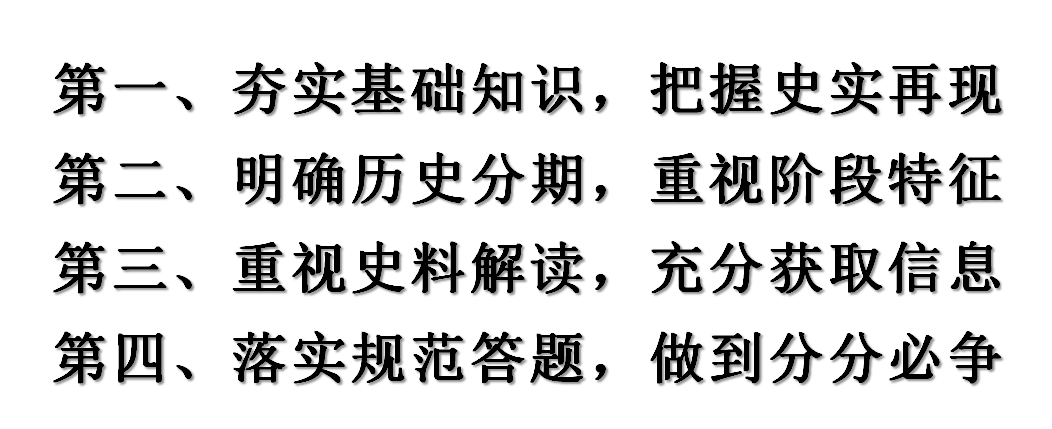 第一、夯实基础知识，把握史实再现
第二、明确历史分期，重视阶段特征
第三、重视史料解读，充分获取信息
第四、落实规范答题，做到分分必争